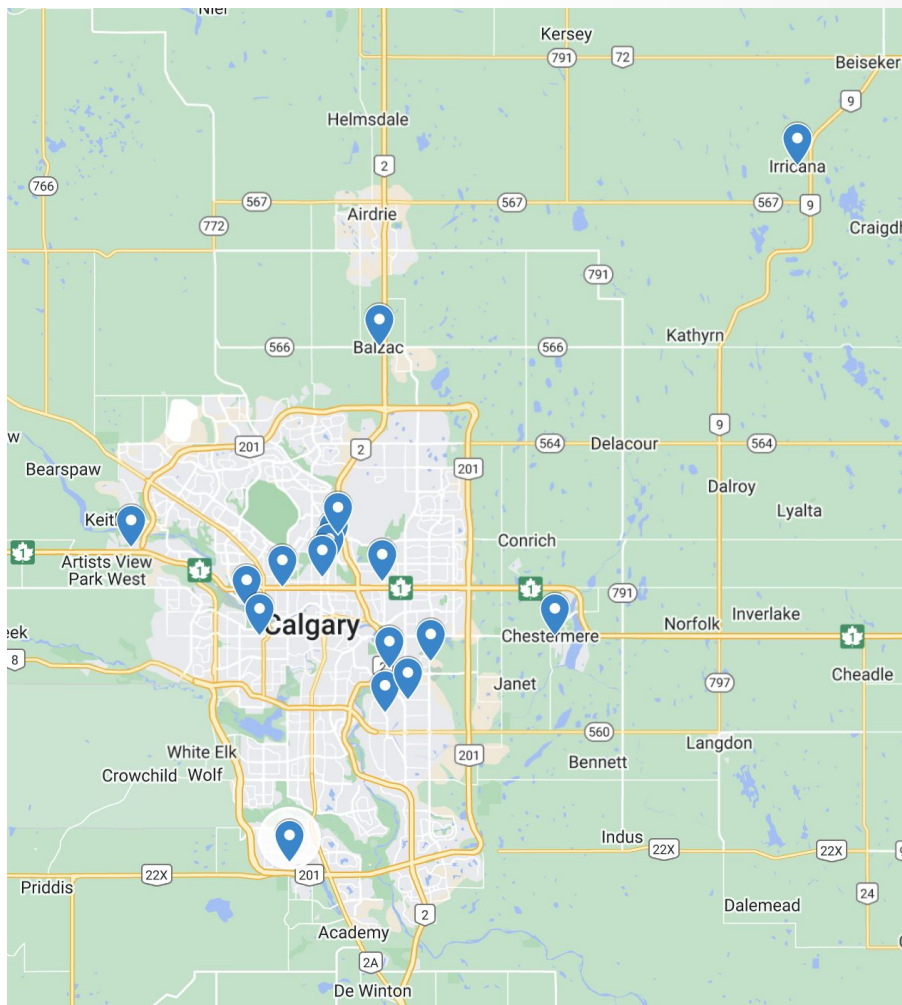 Kersey
791
72
Beiseker
9
Helmsdale
2
Irricana
766
567
567
567
9
Airdrie
772
Craigdh
791
Kathyrn
566
Balzac
566
9
201
2
564
Delacour
564
Bearspaw
201
Dalroy
Lyalta
Conrich
1
Artists View
Park West
1
1
1
791
Inverlake
Calgary
Chestermere
Norfolk
1
eek
8
2
Cheadle
Janet
797
560
Langdon
White Elk
201
Bennett
Crowchild
Wolf
Indus
22X
22X
22X
201
Priddis
24
Dalemead
2
Academy
2A
De Winton